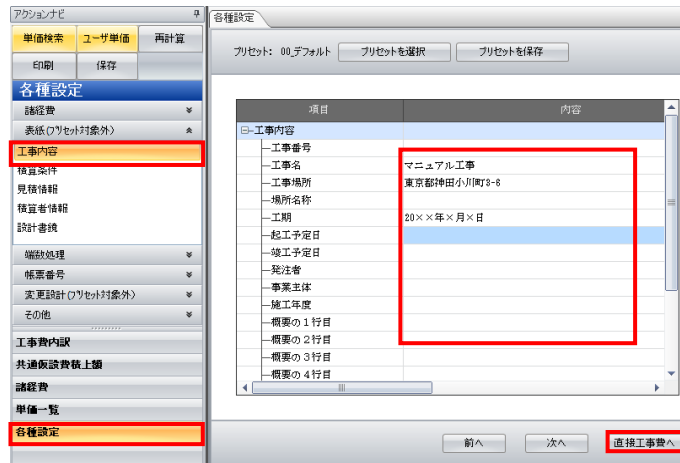 アクションナビ
単価検索 ユーザ単価 再計算
印刷 保存
各種設定
諸経費
表紙(プリセット対象外)
工事内容
積算条件
見積情報
積算者情報
設計書鏡
端数処理
帳票番号
変更設計(プリセット対象外)
その他
工事費内訳
共通仮設費積上額
諸経費
単価一覧
各種設定
各種設定
プリセット: 00_デフォルト プリセットを選択 プリセットを保存
項目 内容
工事内容
工事番号
工事名 マニュアル工事
工事場所 東京都神田小川町3-6
場所名称
工期 20××年×月×日
起工予定日
竣工予定日
発注者
事業主体
施工年度
概要の1行目
概要の2行目
概要の3行目
概要の4行目
前へ 次へ 直接工事費へ